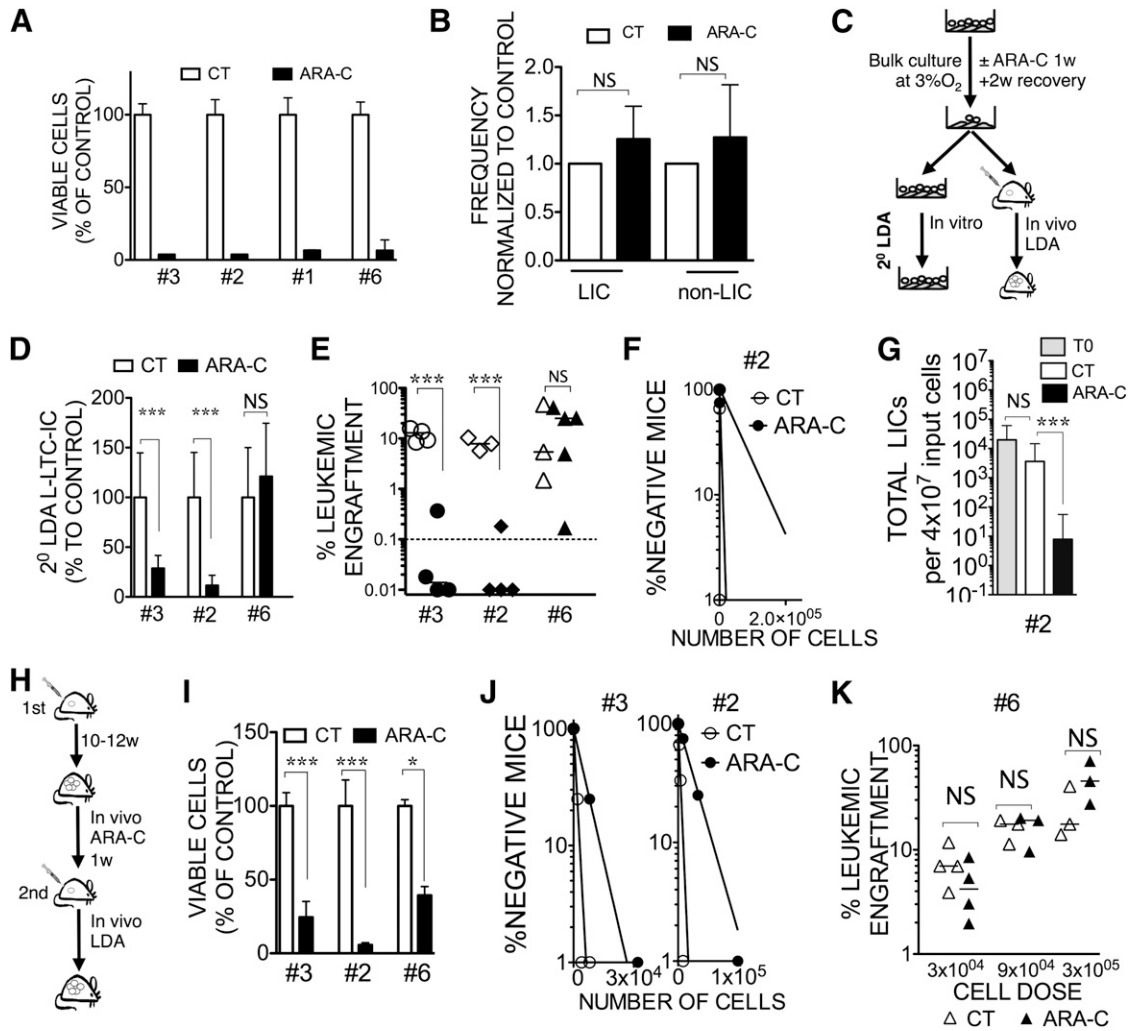 A
CT ARA-C
VIABLE CELLS
(% OF CONTROL)
100
50
0
#3 #2 #1 #6
B
CT ARA-C
FREQUENCY
NORMALIZED TO CONTROL
2.0
1.5
1.0
0.5
0.0
NS NS
LIC non-LIC
C
Bulk culture
at 3%O₂
± ARA-C 1w
+2w recovery
2⁰ LDA
In vitro
In vivo
LDA
D
CT ARA-C
2⁰ LDA L-LTC-IC
(% TO CONTROL)
200
150
100
50
0
*** *** NS
#3 #2 #6
E
% LEUKEMIC
ENGRAFTMENT
100
10
1
0.10
0.01
*** *** NS
#3 #2 #6
F
#2
CT
ARA-C
%NEGATIVE MICE
100
10
1
0 2.0×10⁰⁵
NUMBER OF CELLS
G
T0
CT
ARA-C
TOTAL LICs
per 4x10⁷ input cells
10⁷
10⁶
10⁵
10⁴
10³
10²
10¹
10⁰
10⁻¹
NS ***
#2
H
1st
10-12w
In vivo
ARA-C
1w
2nd
In vivo
LDA
I
CT ARA-C
VIABLE CELLS
(% OF CONTROL)
150
100
50
0
*** *** *
#3 #2 #6
J
#3 #2
CT
ARA-C
%NEGATIVE MICE
100
10
1
0 3x10⁴
100
10
1
0 1x10⁵
NUMBER OF CELLS
K
#6
% LEUKEMIC
ENGRAFTMENT
100
10
1
NS NS NS
3x10⁰⁴ 9x10⁰⁴ 3x10⁰⁵
CELL DOSE
CT ARA-C